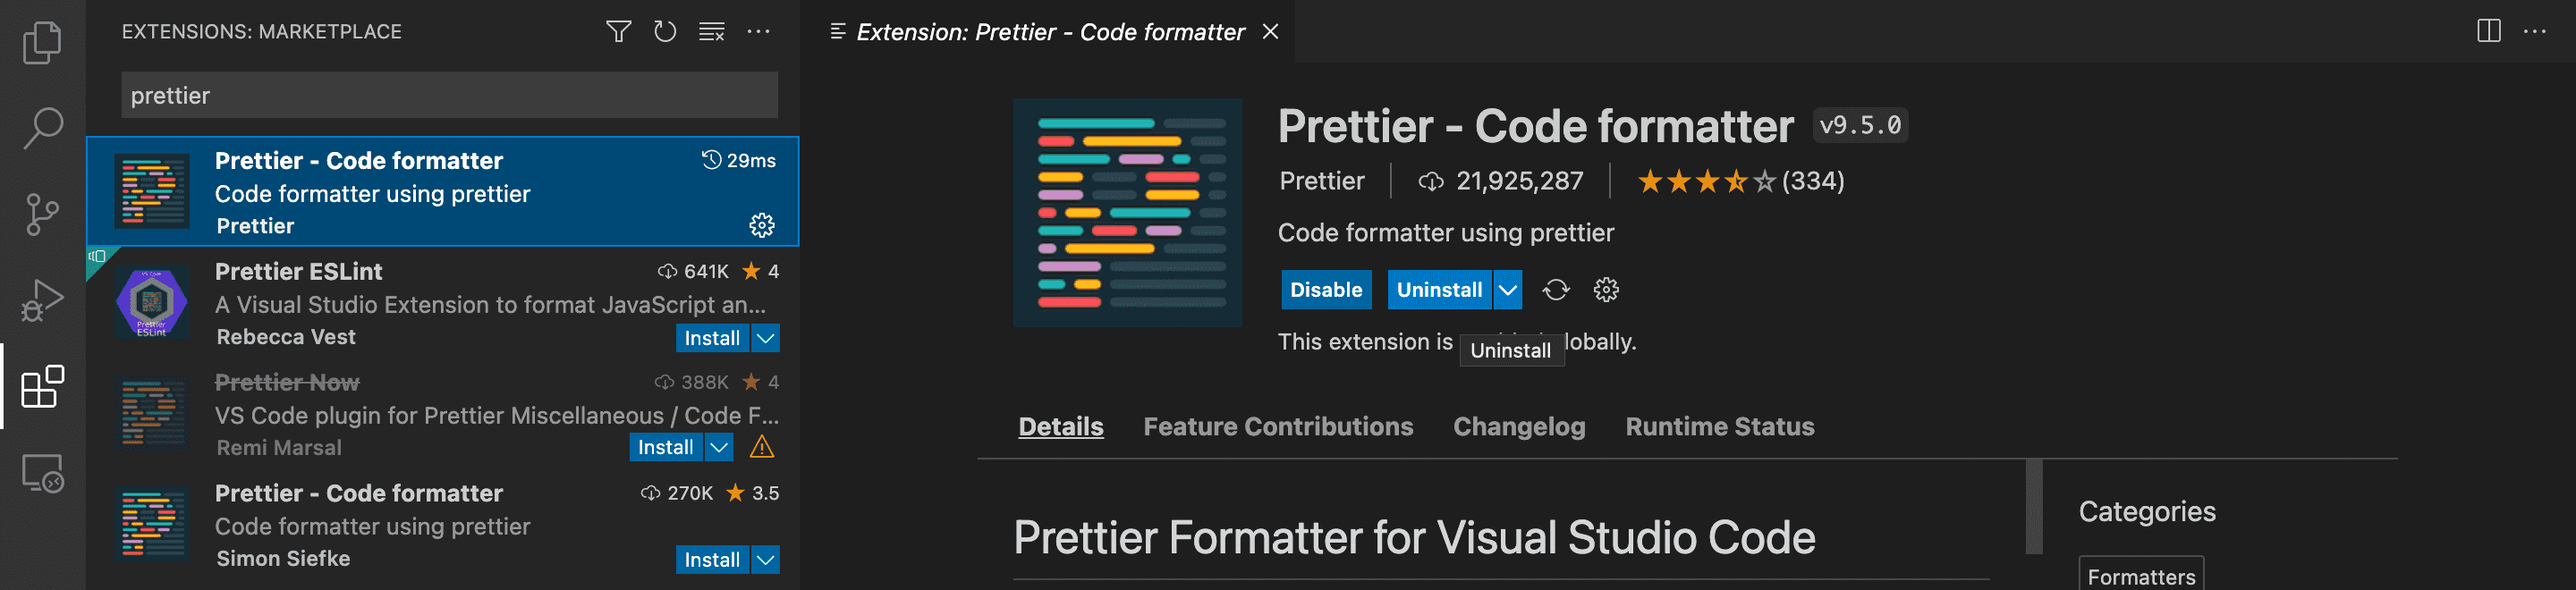 EXTENSIONS: MARKETPLACE
prettier
Prettier - Code formatter
29ms
Code formatter using prettier
Prettier
Prettier ESLint
641K
4
A Visual Studio Extension to format JavaScript an...
Rebecca Vest
Install
VS Code
Prettier
ESLint
Prettier Now
388K
4
VS Code plugin for Prettier Miscellaneous / Code F...
Remi Marsal
Install
Prettier - Code formatter
270K
3.5
Code formatter using prettier
Simon Siefke
Install
Extension: Prettier - Code formatter
Prettier - Code formatter
v9.5.0
Prettier
21,925,287
(334)
Code formatter using prettier
Disable
Uninstall
This extension is
lobally.
Uninstall
Details
Feature Contributions
Changelog
Runtime Status
Prettier Formatter for Visual Studio Code
Categories
Formatters